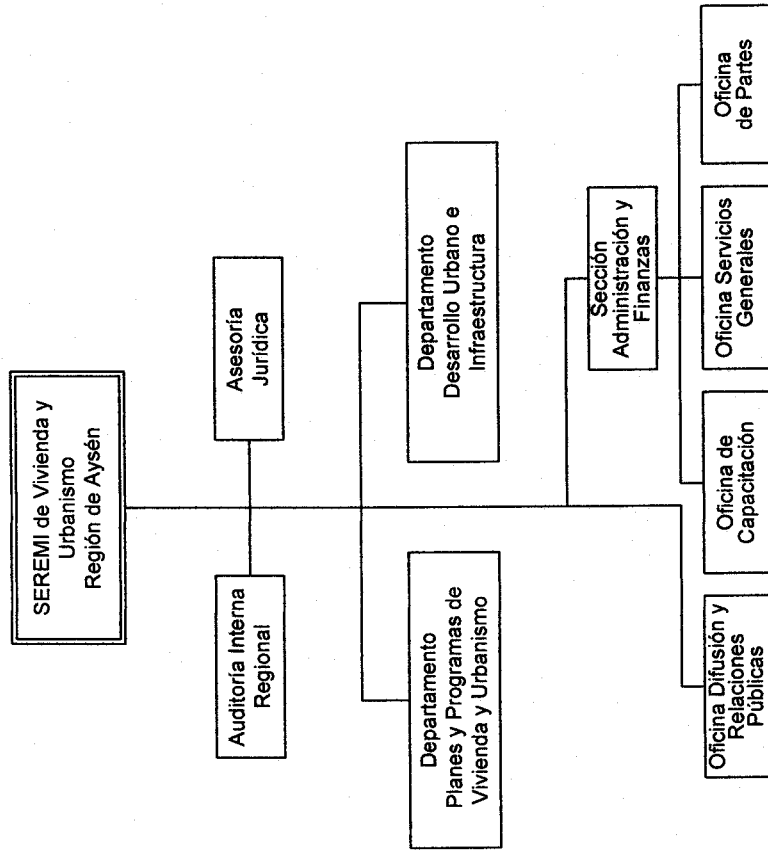 SEREMI de Vivienda y
Urbanismo
Región de Aysén
Auditoría Interna
Regional
Asesoría
Jurídica
Departamento
Planes y Programas de
Vivienda y Urbanismo
Departamento
Desarrollo Urbano e
Infraestructura
Sección
Administración y
Finanzas
Oficina Difusión y
Relaciones
Públicas
Oficina de
Capacitación
Oficina Servicios
Generales
Oficina
de Partes